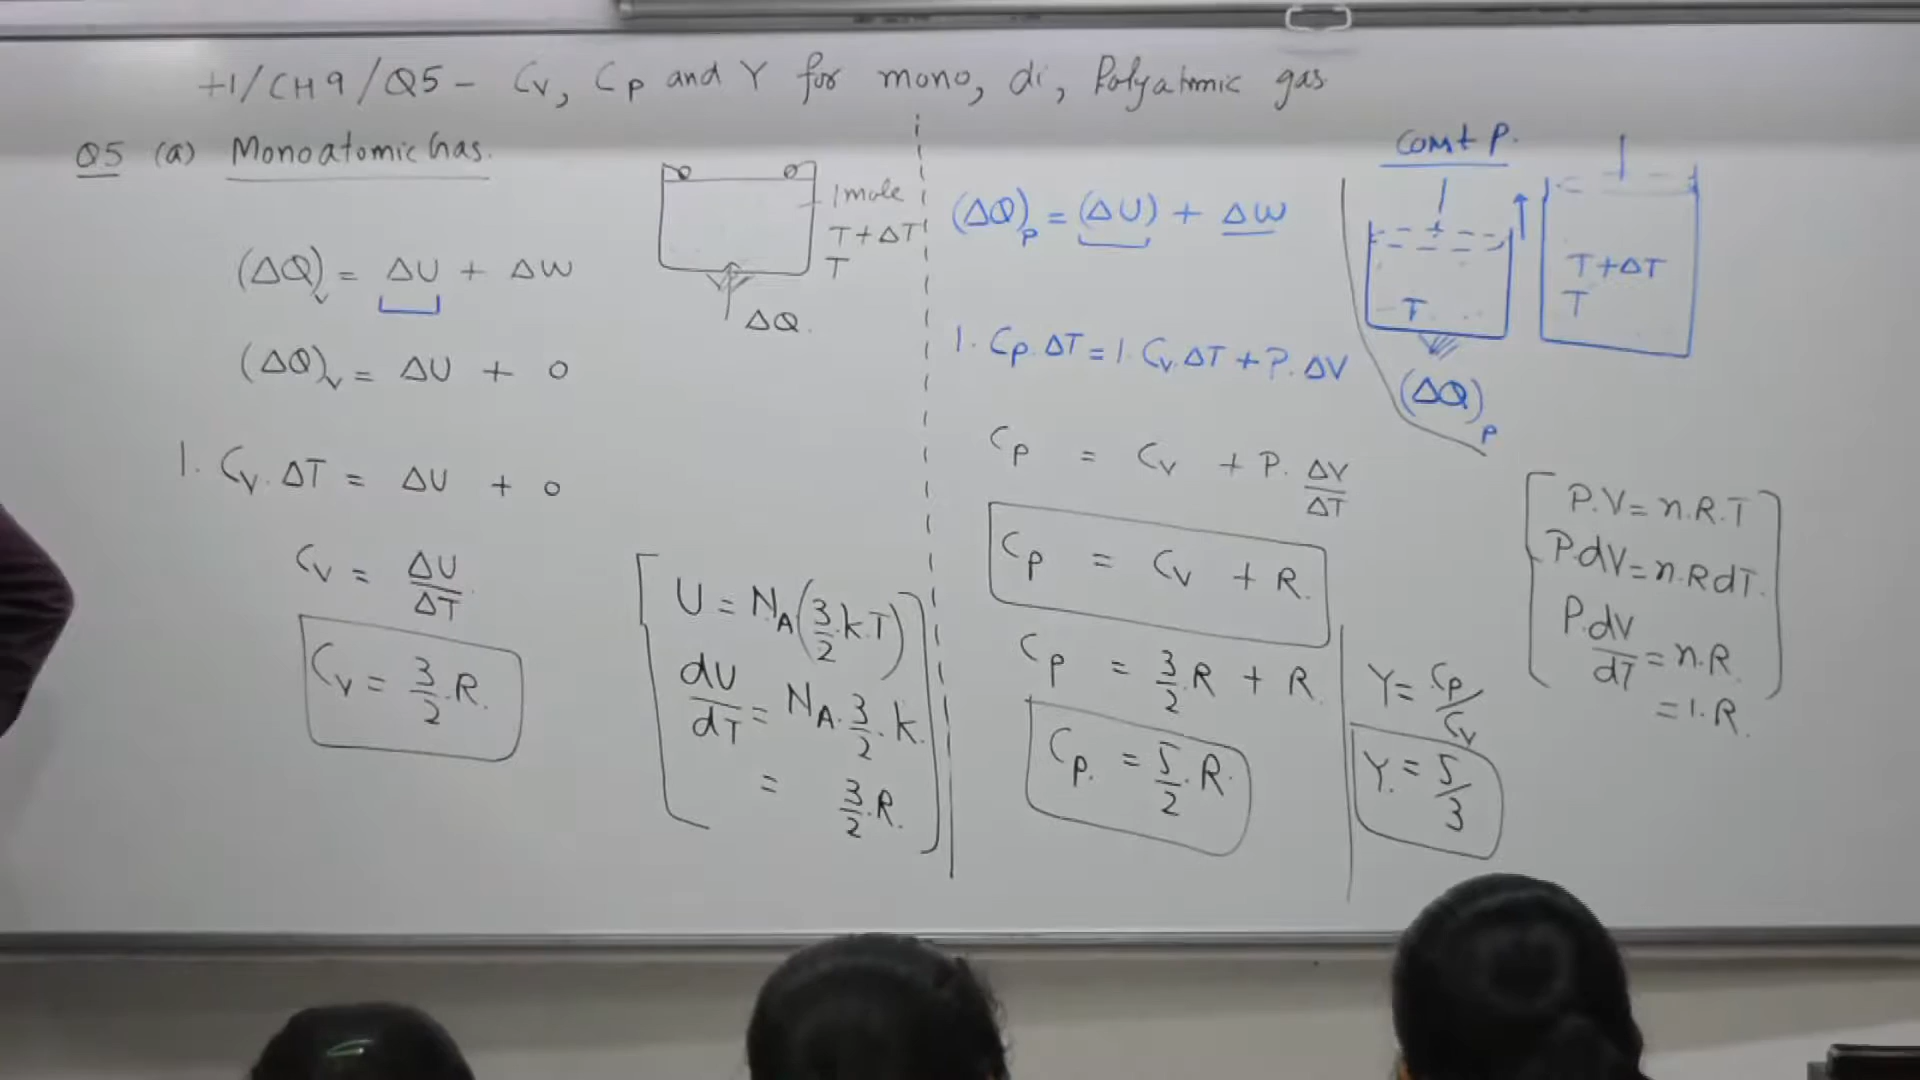 +1/CH9/Q5 - Cv, Cp and γ for mono, di, Polyatomic gas
Q5 (a) Monoatomic Gas.
(ΔQ)v = ΔU + ΔW
(ΔQ)v = ΔU + 0
1. Cv. ΔT = ΔU + 0
Cv = ΔU/ΔT
Cv = 3/2.R.
1 mole
T+ΔT
T
ΔQ.
U = NA(3/2.k.T)
dU/dT = NA.3/2.k.
= 3/2.R.
(ΔQ)p = (ΔU) + ΔW
1. Cp. ΔT = 1. Cv. ΔT + P. ΔV
Cp = Cv + P. ΔV/ΔT
Cp = Cv + R.
Cp = 3/2.R + R.
Cp. = 5/2.R.
γ = Cp/Cv
γ. = 5/3
Const P.
T
(ΔQ)p
T+ΔT
T
P.V = n.R.T
P.dV = n.RdT.
P.dV/dT = n.R
= 1.R.